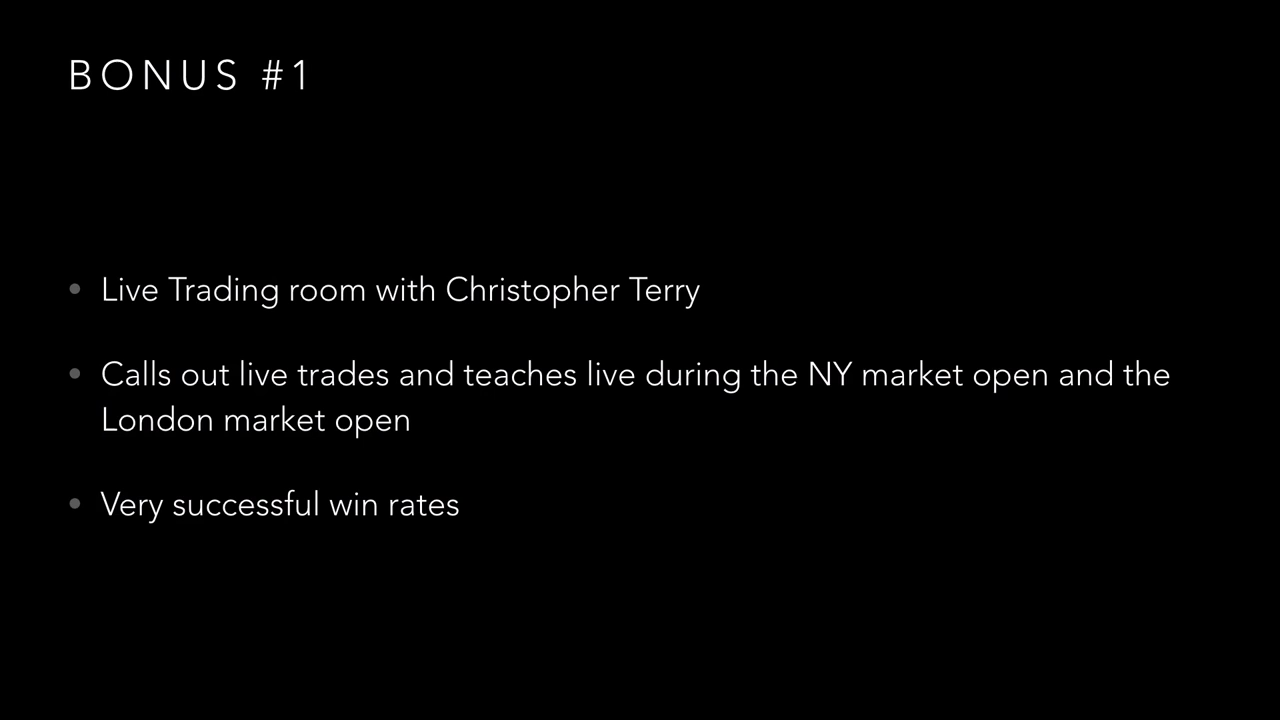 BONUS #1
• Live Trading room with Christopher Terry
• Calls out live trades and teaches live during the NY market open and the
London market open
• Very successful win rates